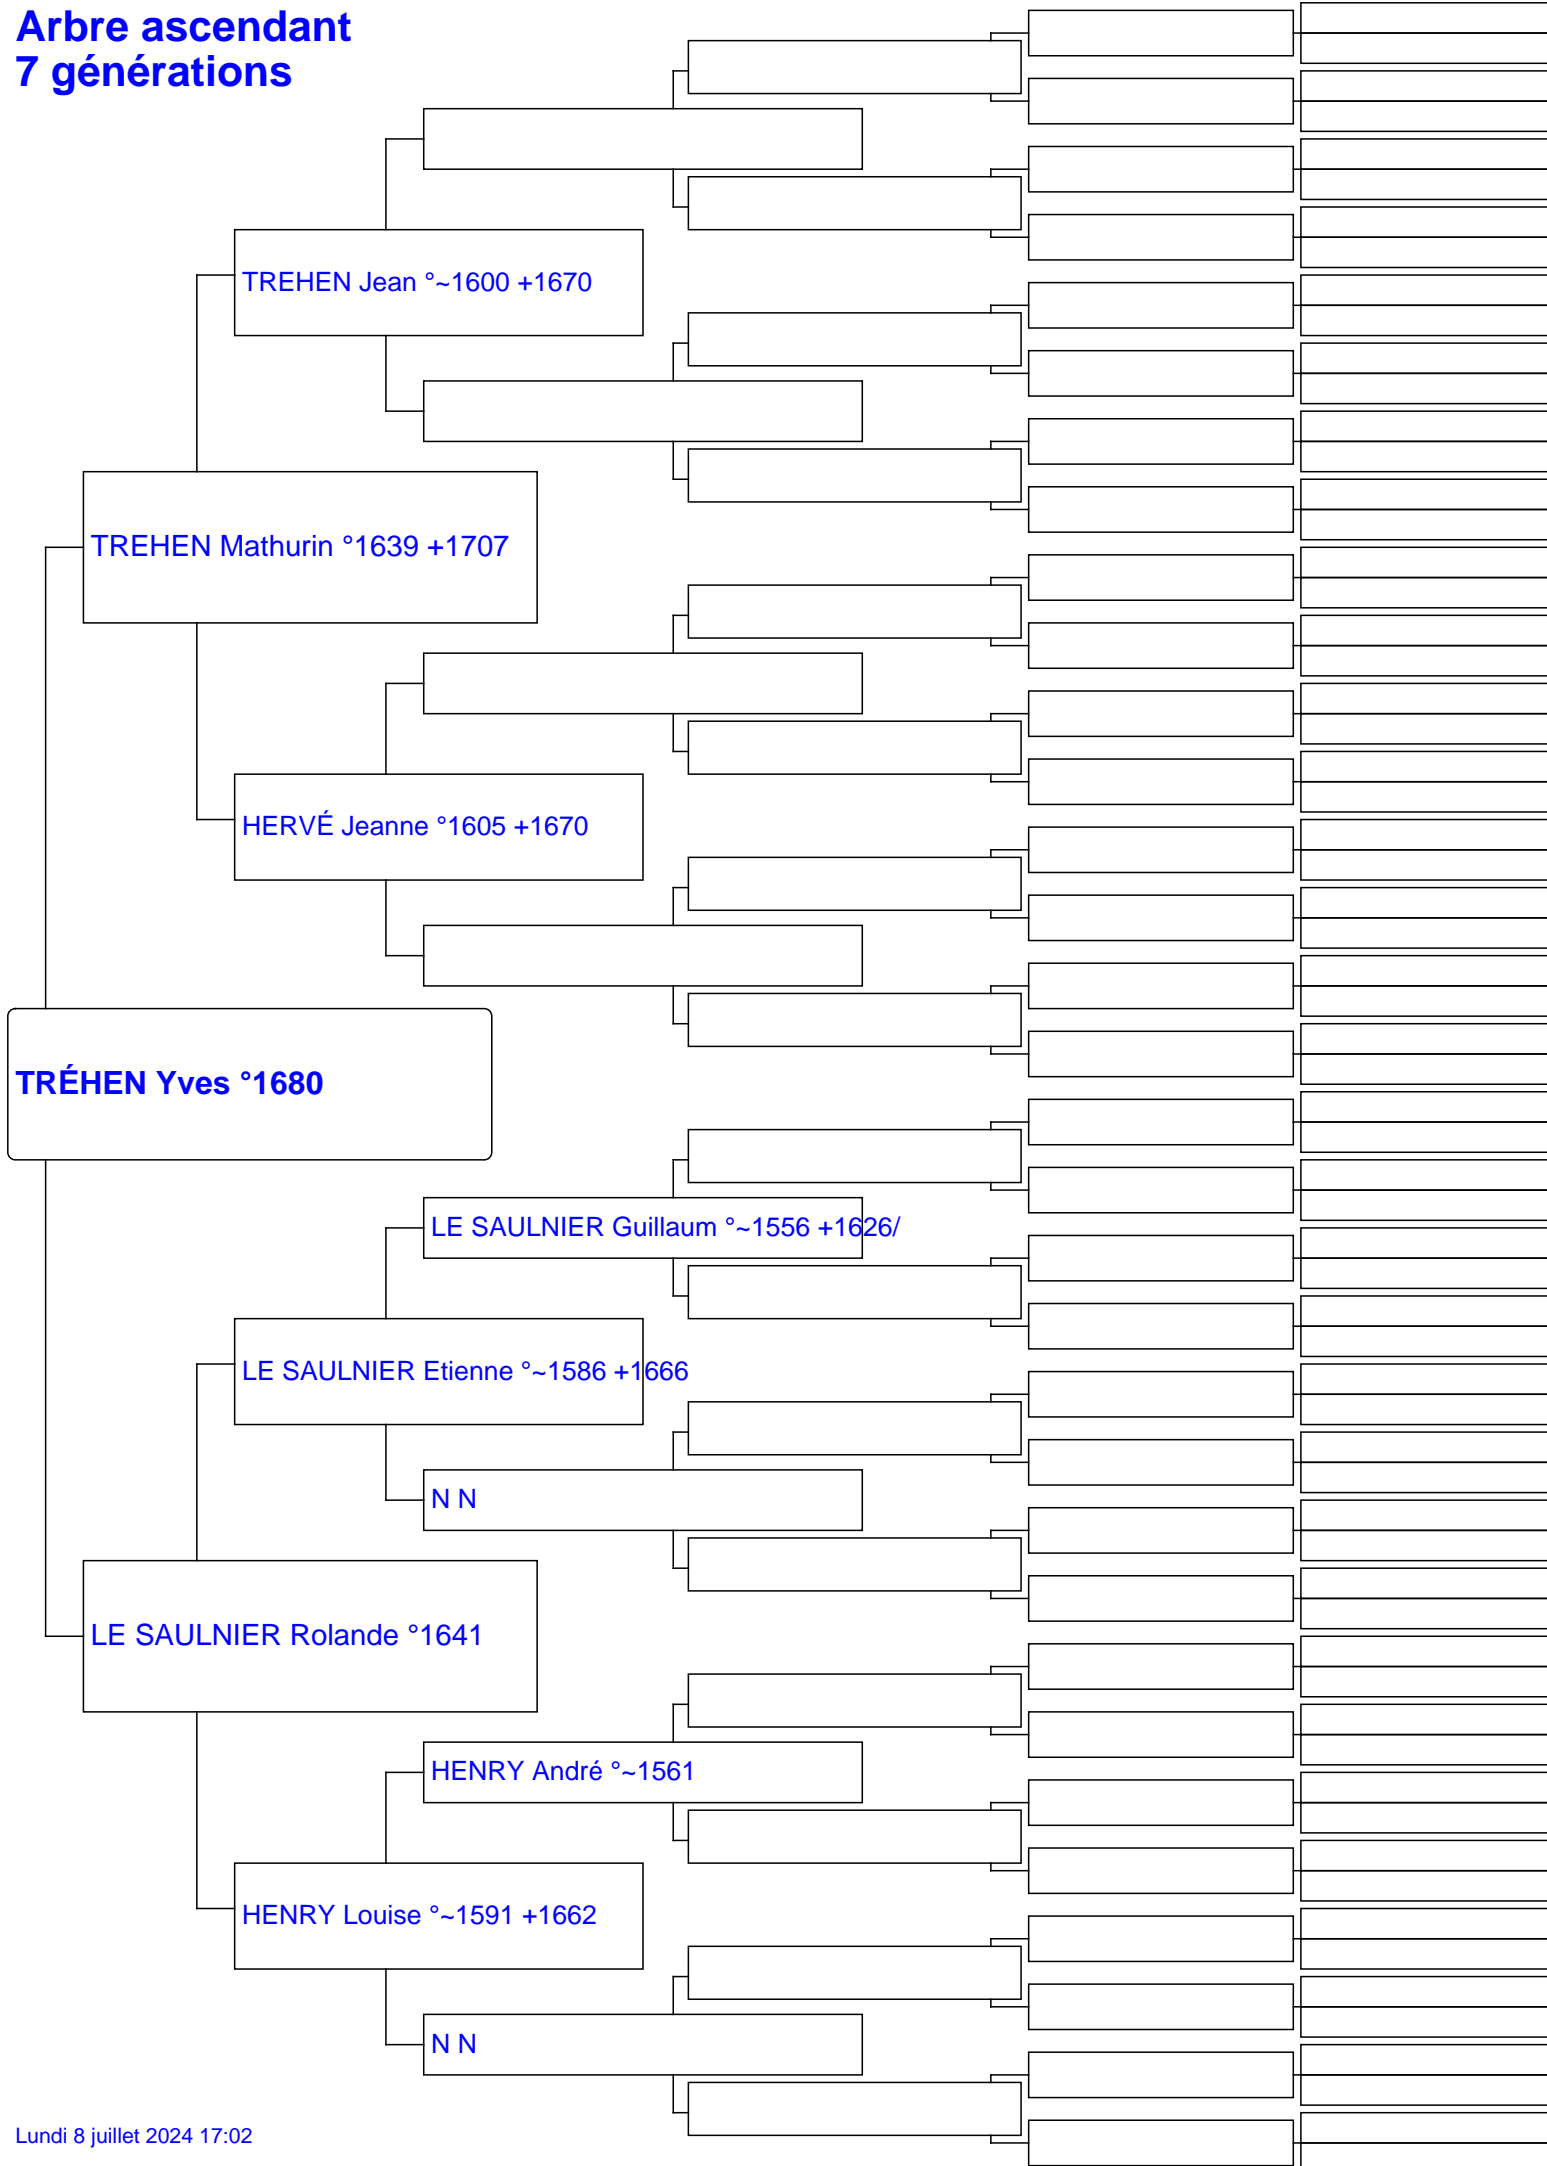 Arbre ascendant
7 générations
TREHEN Jean °~1600 +1670
TREHEN Mathurin °1639 +1707
HERVÉ Jeanne °1605 +1670
TRÉHEN Yves °1680
LE SAULNIER Guillaum °~1556 +1626/
LE SAULNIER Etienne °~1586 +1666
N N
LE SAULNIER Rolande °1641
HENRY André °~1561
HENRY Louise °~1591 +1662
N N
Lundi 8 juillet 2024 17:02